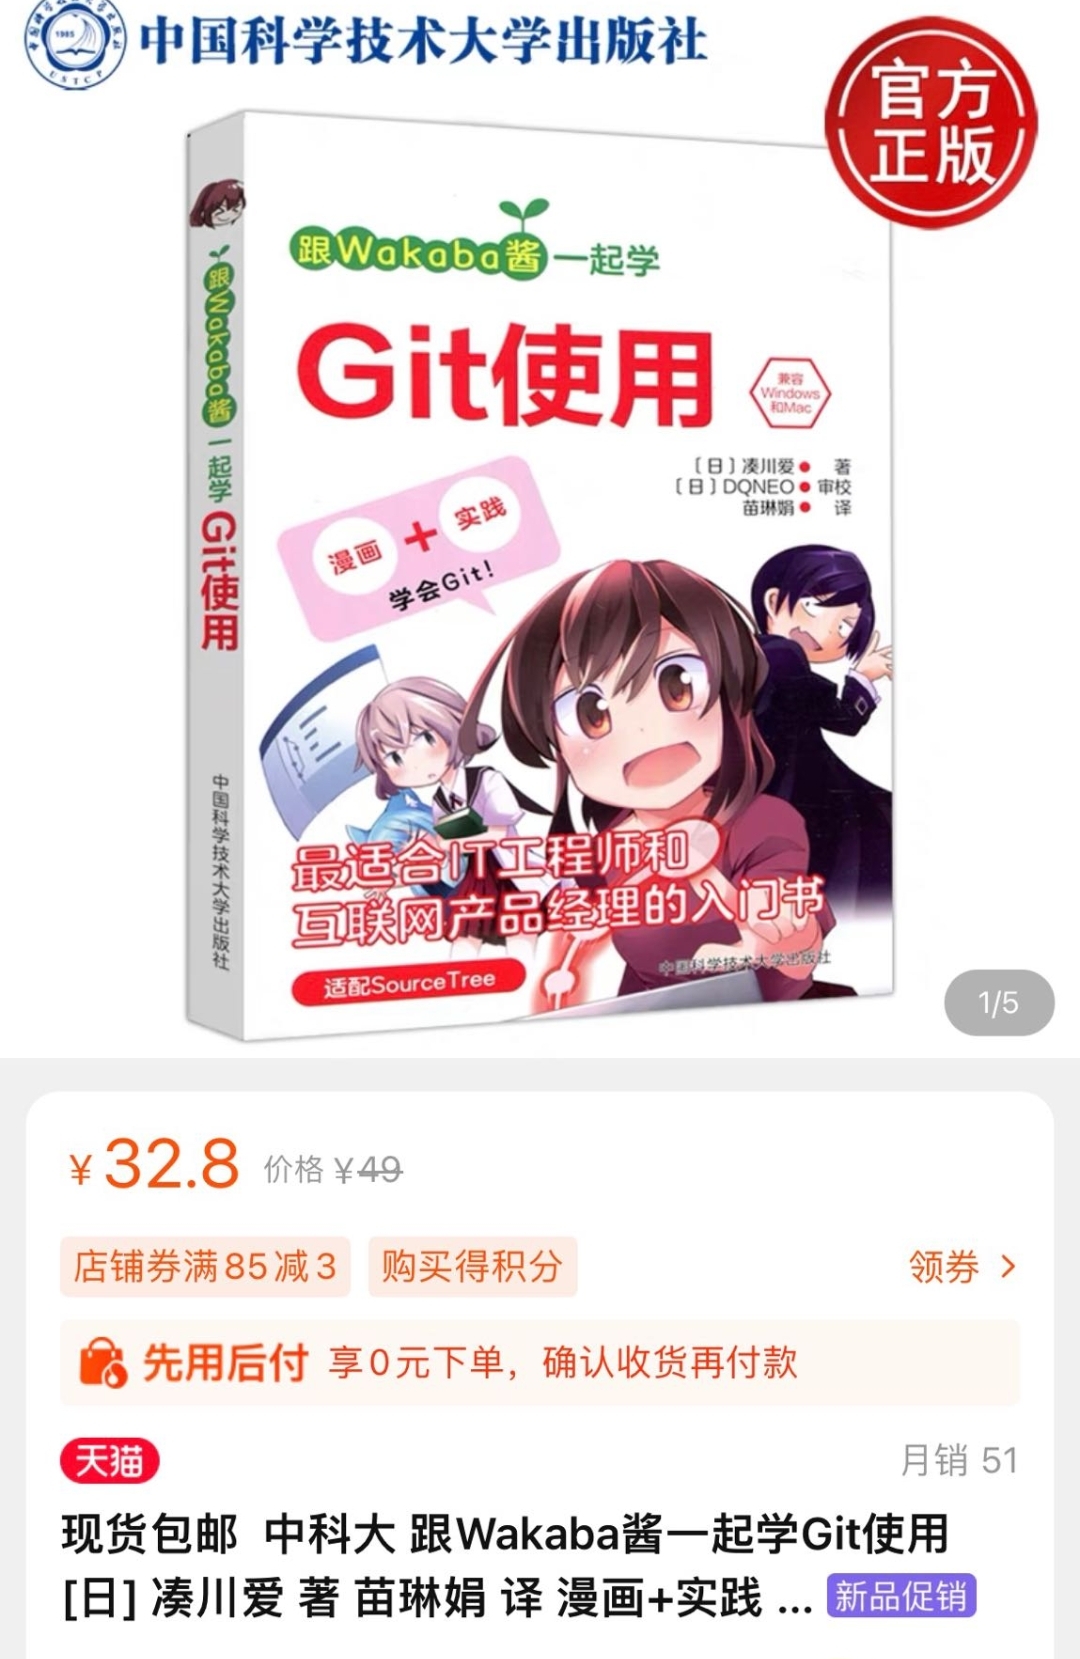 中国科学技术大学出版社
1985
USTCP
官方
正版
跟Wakaba酱一起学
Git使用
兼容
Windows
和Mac
〔日〕凑川爱●著
〔日〕DQNEO●审校
苗琳娟●译
漫画+实践
学会Git!
最适合IT工程师和
互联网产品经理的入门书
适配SourceTree
中国科学技术大学出版社
跟Wakaba酱一起学Git使用
中国科学技术大学出版社
1/5
¥32.8 价格 ¥49
店铺券满85减3 购买得积分 领券 >
先用后付 享0元下单，确认收货再付款
天猫 月销 51
现货包邮 中科大 跟Wakaba酱一起学Git使用
[日] 凑川爱 著 苗琳娟 译 漫画+实践 ... 新品促销